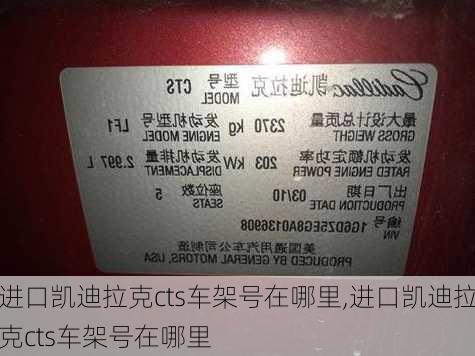 Cadillac 凯迪拉克 型号 CTS
MODEL
最大设计总质量 2370 kg 发动机型号 LF1
GROSS WEIGHT ENGINE MODEL
发动机额定功率 203 kW 发动机排量 2.997 L
RATED ENGINE POWER DISPLACEMENT
出厂日期 03/10 座位数 5
PRODUCTION DATE SEATS
编号 1G6DZ5EG8A0136908
VIN
美国通用汽车公司制造
PRODUCED BY GENERAL MOTORS, USA
进口凯迪拉克cts车架号在哪里,进口凯迪拉
克cts车架号在哪里